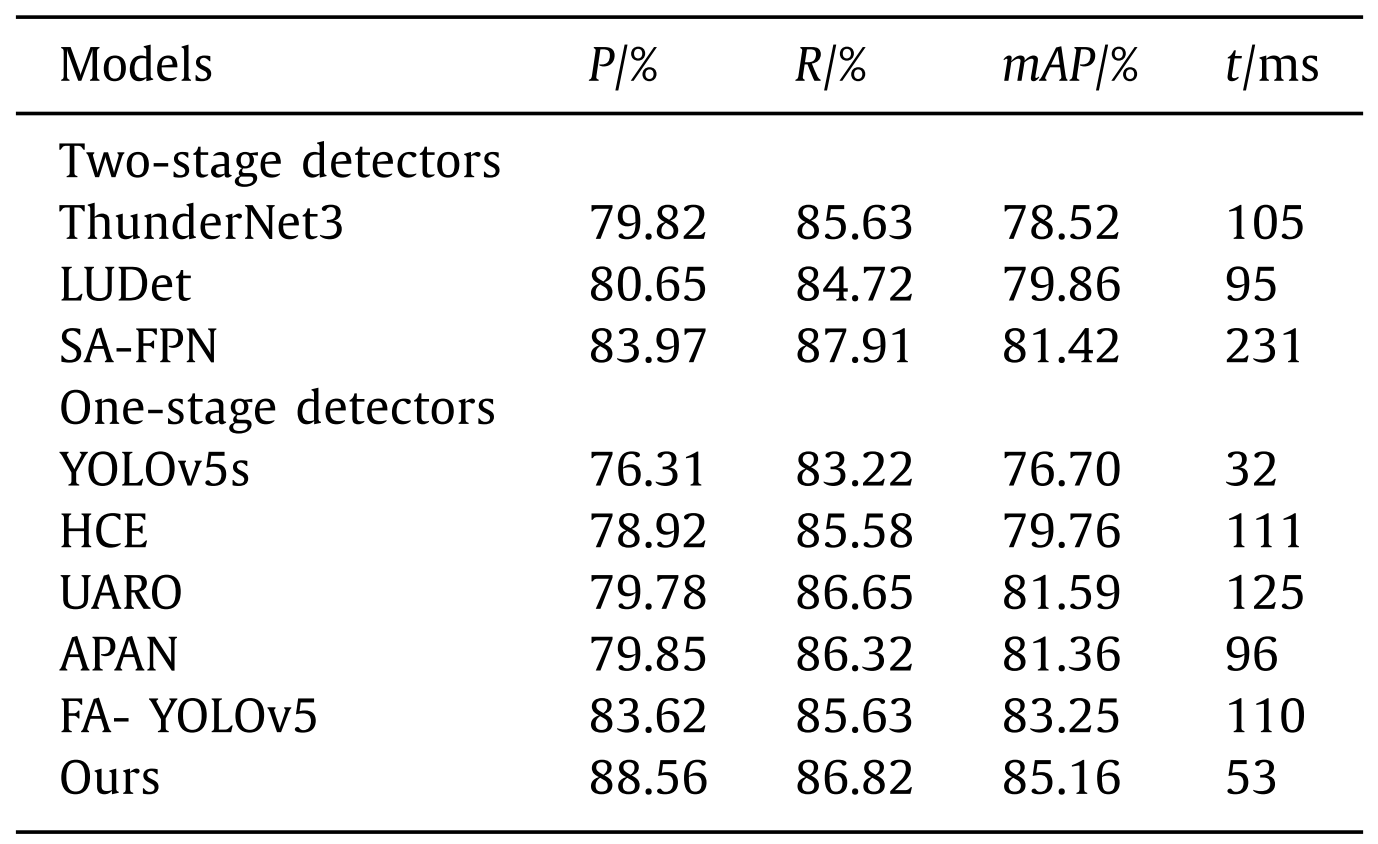 Models P/% R/% mAP/% t/ms
Two-stage detectors
ThunderNet3 79.82 85.63 78.52 105
LUDet 80.65 84.72 79.86 95
SA-FPN 83.97 87.91 81.42 231
One-stage detectors
YOLOv5s 76.31 83.22 76.70 32
HCE 78.92 85.58 79.76 111
UARO 79.78 86.65 81.59 125
APAN 79.85 86.32 81.36 96
FA- YOLOv5 83.62 85.63 83.25 110
Ours 88.56 86.82 85.16 53